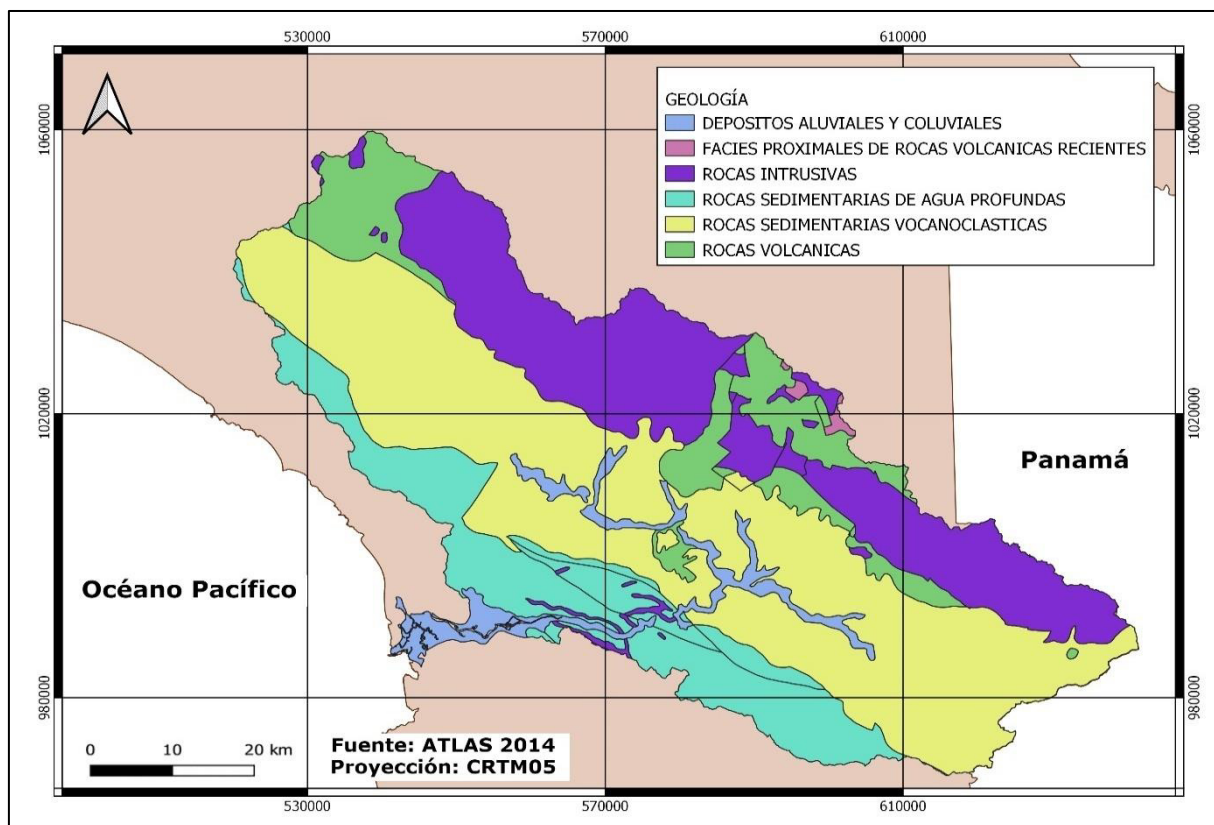 530000 570000 610000
1060000 1060000
GEOLOGÍA
DEPOSITOS ALUVIALES Y COLUVIALES
FACIES PROXIMALES DE ROCAS VOLCANICAS RECIENTES
ROCAS INTRUSIVAS
ROCAS SEDIMENTARIAS DE AGUA PROFUNDAS
ROCAS SEDIMENTARIAS VOCANOCLASTICAS
ROCAS VOLCANICAS
1020000 1020000
Panamá
Océano Pacífico
980000 980000
0 10 20 km
Fuente: ATLAS 2014
Proyección: CRTM05
530000 570000 610000